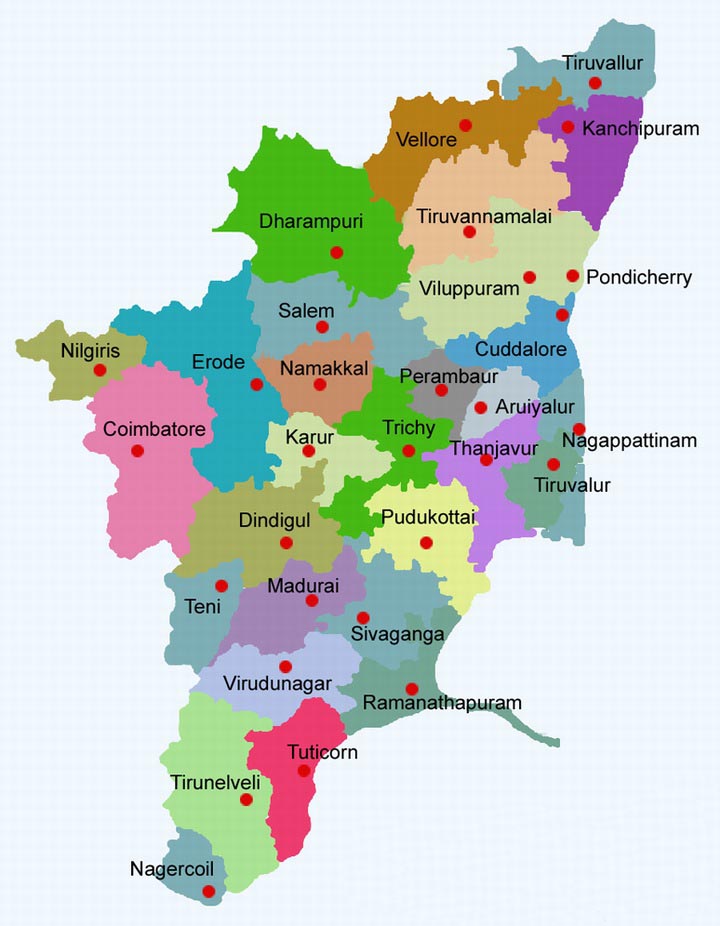 Tiruvallur
Kanchipuram
Vellore
Dharampuri
Tiruvannamalai
Pondicherry
Viluppuram
Salem
Cuddalore
Nilgiris
Erode
Namakkal
Perambaur
Aruiyalur
Coimbatore
Karur
Trichy
Nagappattinam
Thanjavur
Tiruvalur
Dindigul
Pudukottai
Madurai
Teni
Sivaganga
Virudunagar
Ramanathapuram
Tuticorn
Tirunelveli
Nagercoil